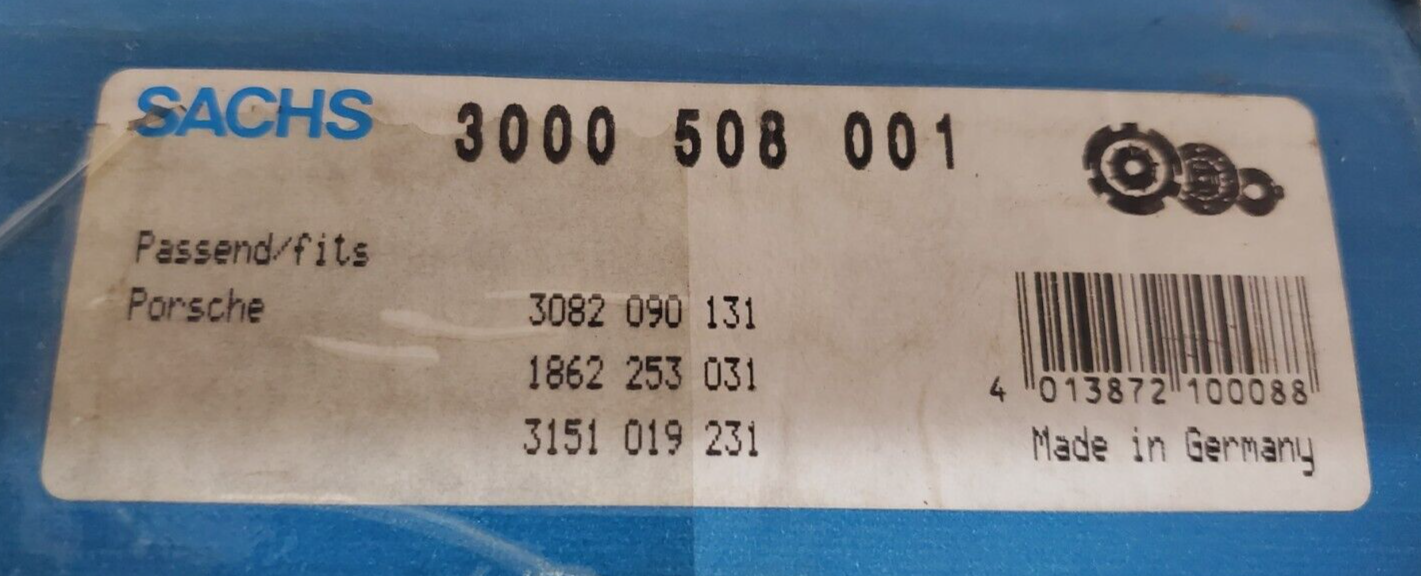 SACHS 3000 508 001
Passend/fits
Porsche 3082 090 131
1862 253 031
3151 019 231
4 013872 100088
Made in Germany